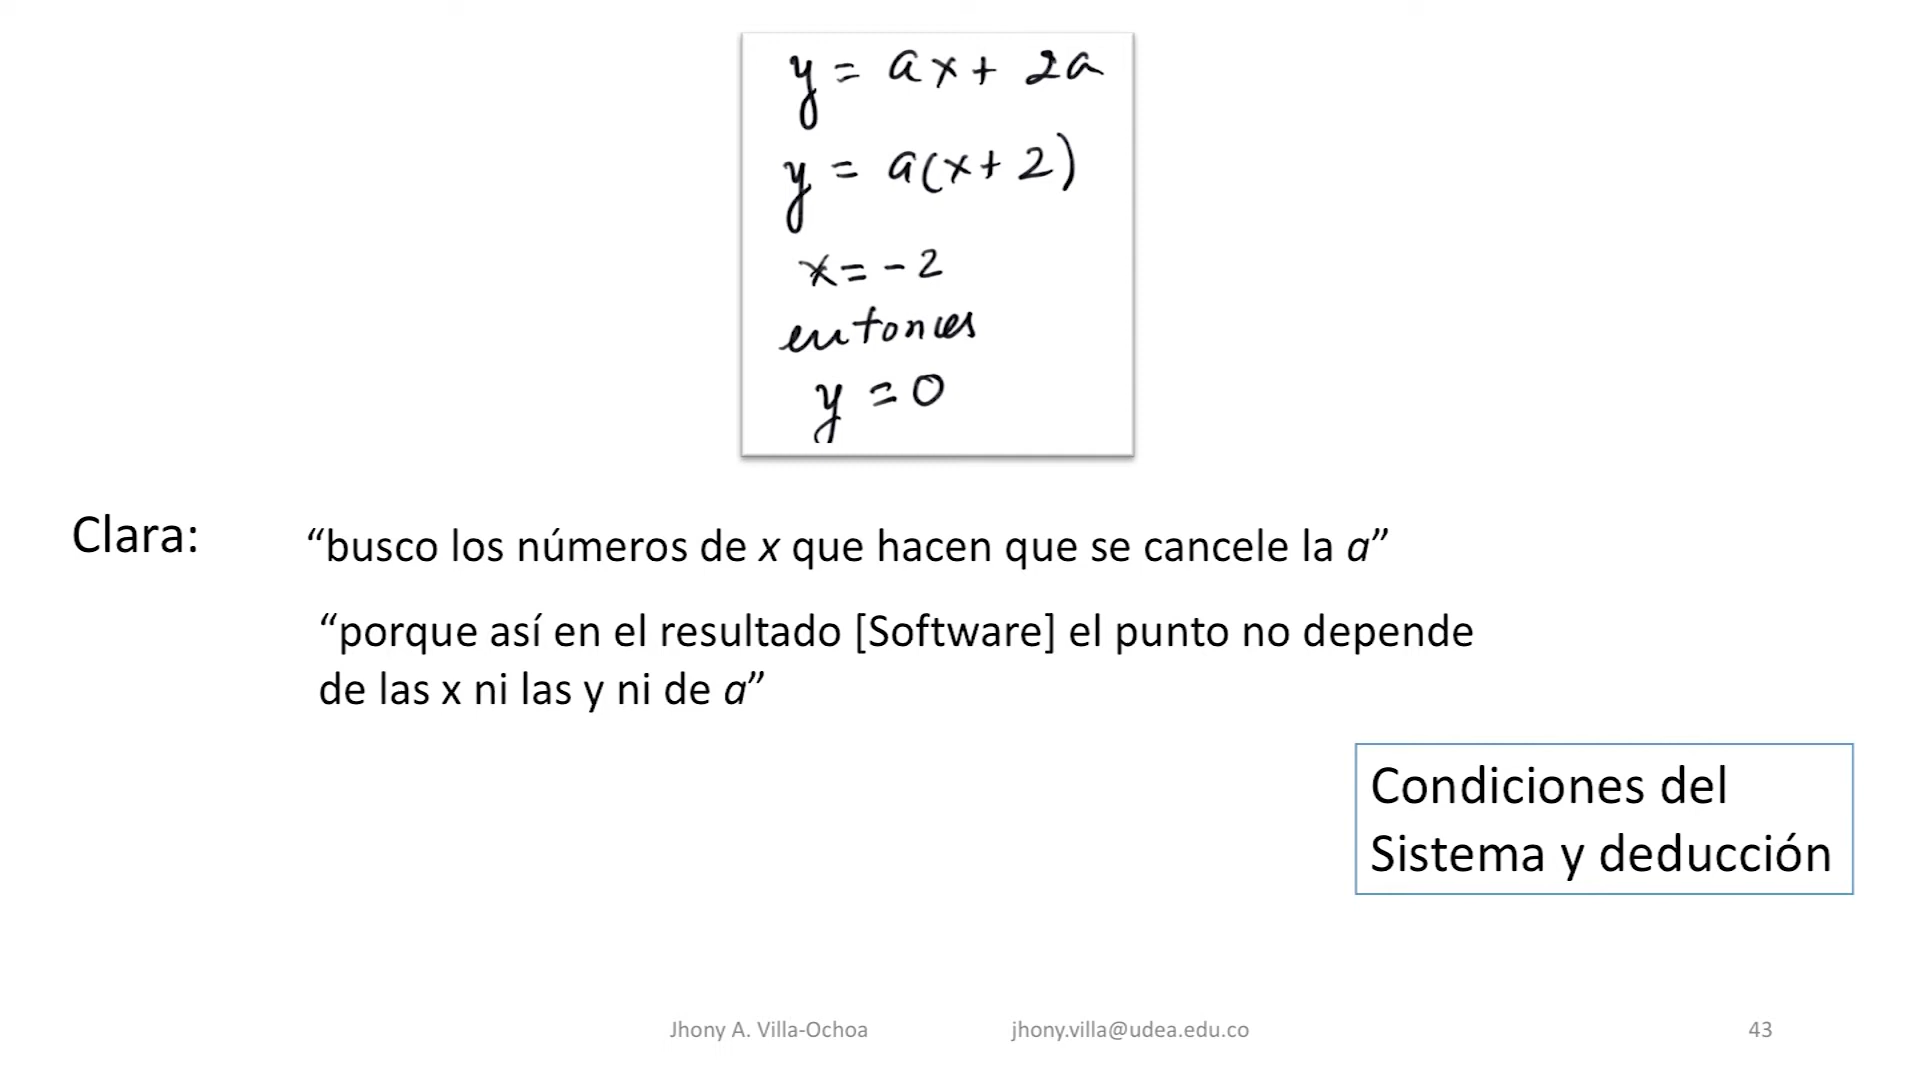 y = ax + 2a
y = a(x + 2)
x = - 2
entonces
y = 0
Clara: “busco los números de x que hacen que se cancele la a”
“porque así en el resultado [Software] el punto no depende
de las x ni las y ni de a”
Condiciones del
Sistema y deducción
Jhony A. Villa-Ochoa jhony.villa@udea.edu.co 43